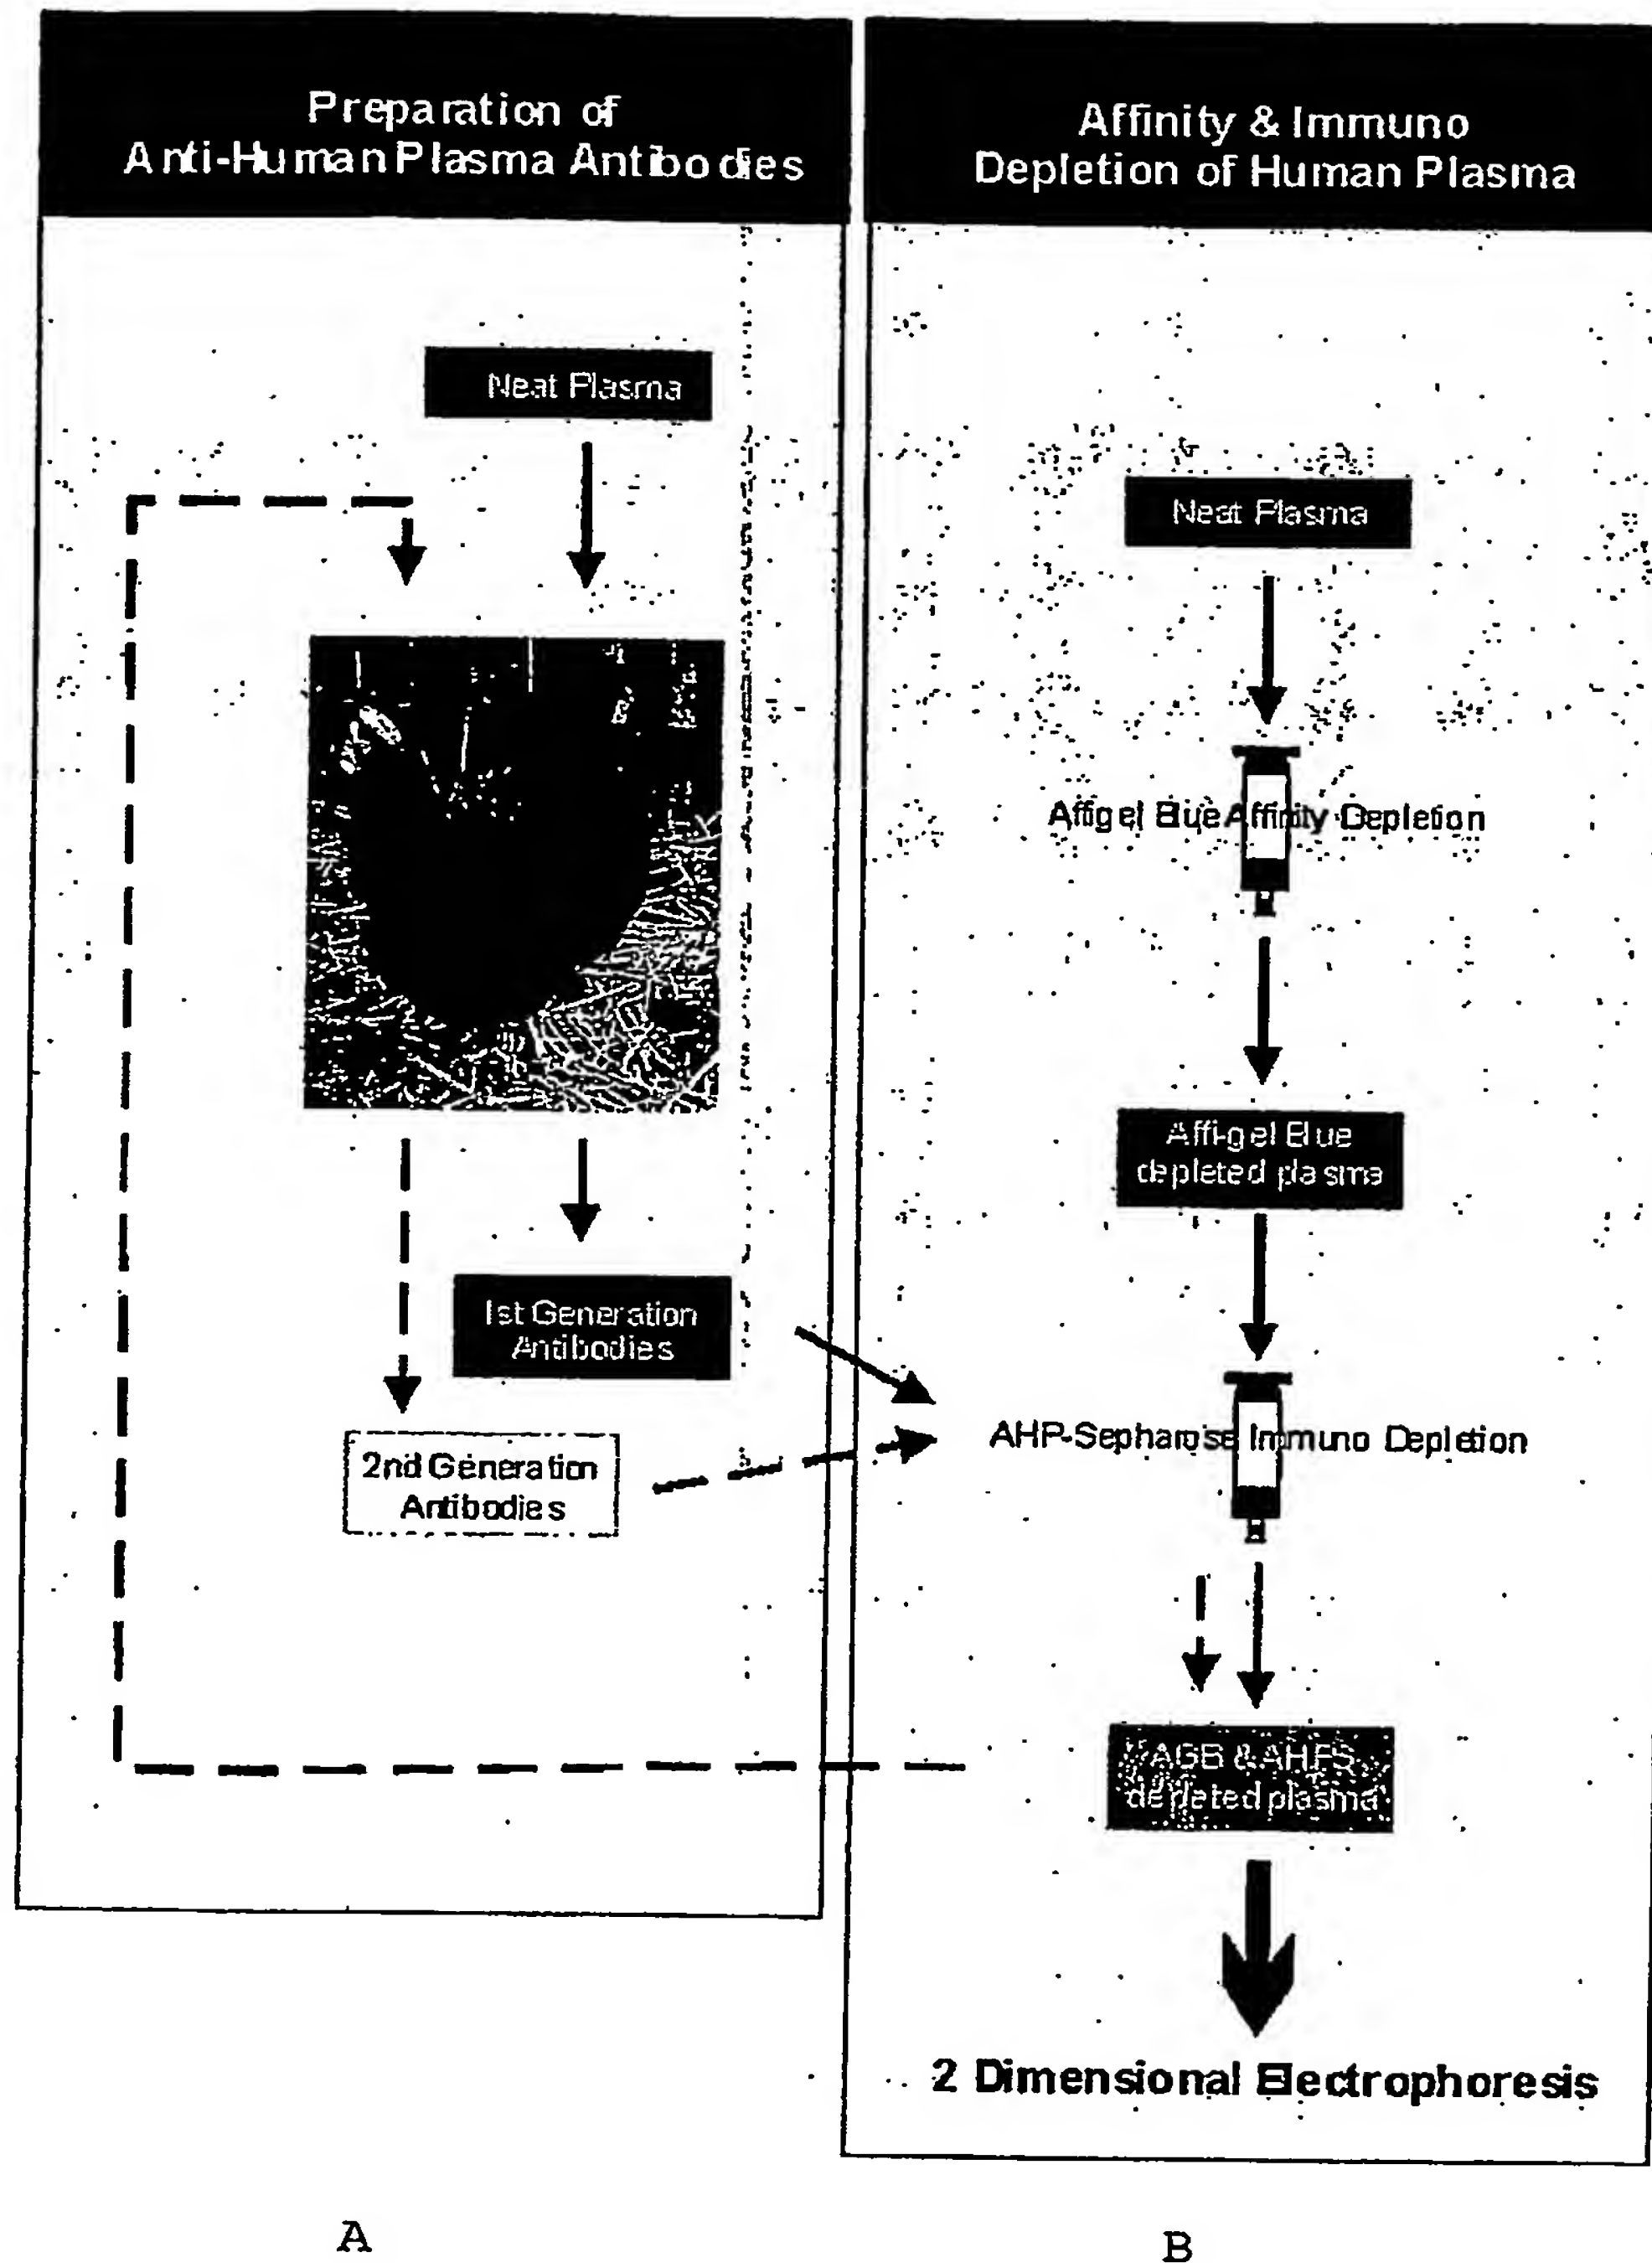 Preparation of
Anti-Human Plasma Antibodies
Neat Plasma
1st Generation
Antibodies
2nd Generation
Antibodies
Affinity & Immuno
Depletion of Human Plasma
Neat Plasma
Affigel Blue Affinity Depletion
Affi-gel Blue
depleted plasma
AHP-Sepharose Immuno Depletion
AGB & AHPS
depleted plasma
2 Dimensional Electrophoresis
A
B